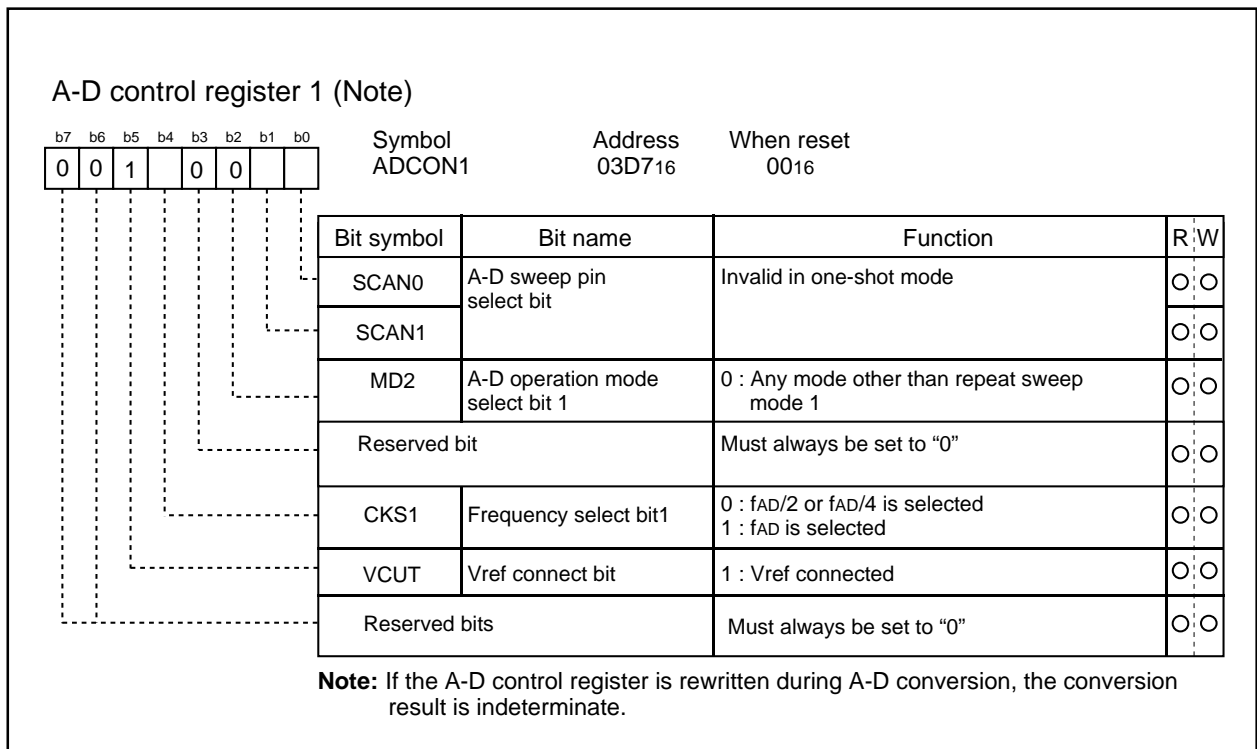 A-D control register 1 (Note)
b7 b6 b5 b4 b3 b2 b1 b0
0 0 1 0 0
Symbol Address When reset
ADCON1 03D716 0016
Bit symbol Bit name Function R W
SCAN0 A-D sweep pin select bit Invalid in one-shot mode
SCAN1
MD2 A-D operation mode select bit 1 0 : Any mode other than repeat sweep mode 1
Reserved bit Must always be set to “0”
CKS1 Frequency select bit1 0 : fAD/2 or fAD/4 is selected
1 : fAD is selected
VCUT Vref connect bit 1 : Vref connected
Reserved bits Must always be set to “0”
Note: If the A-D control register is rewritten during A-D conversion, the conversion
result is indeterminate.